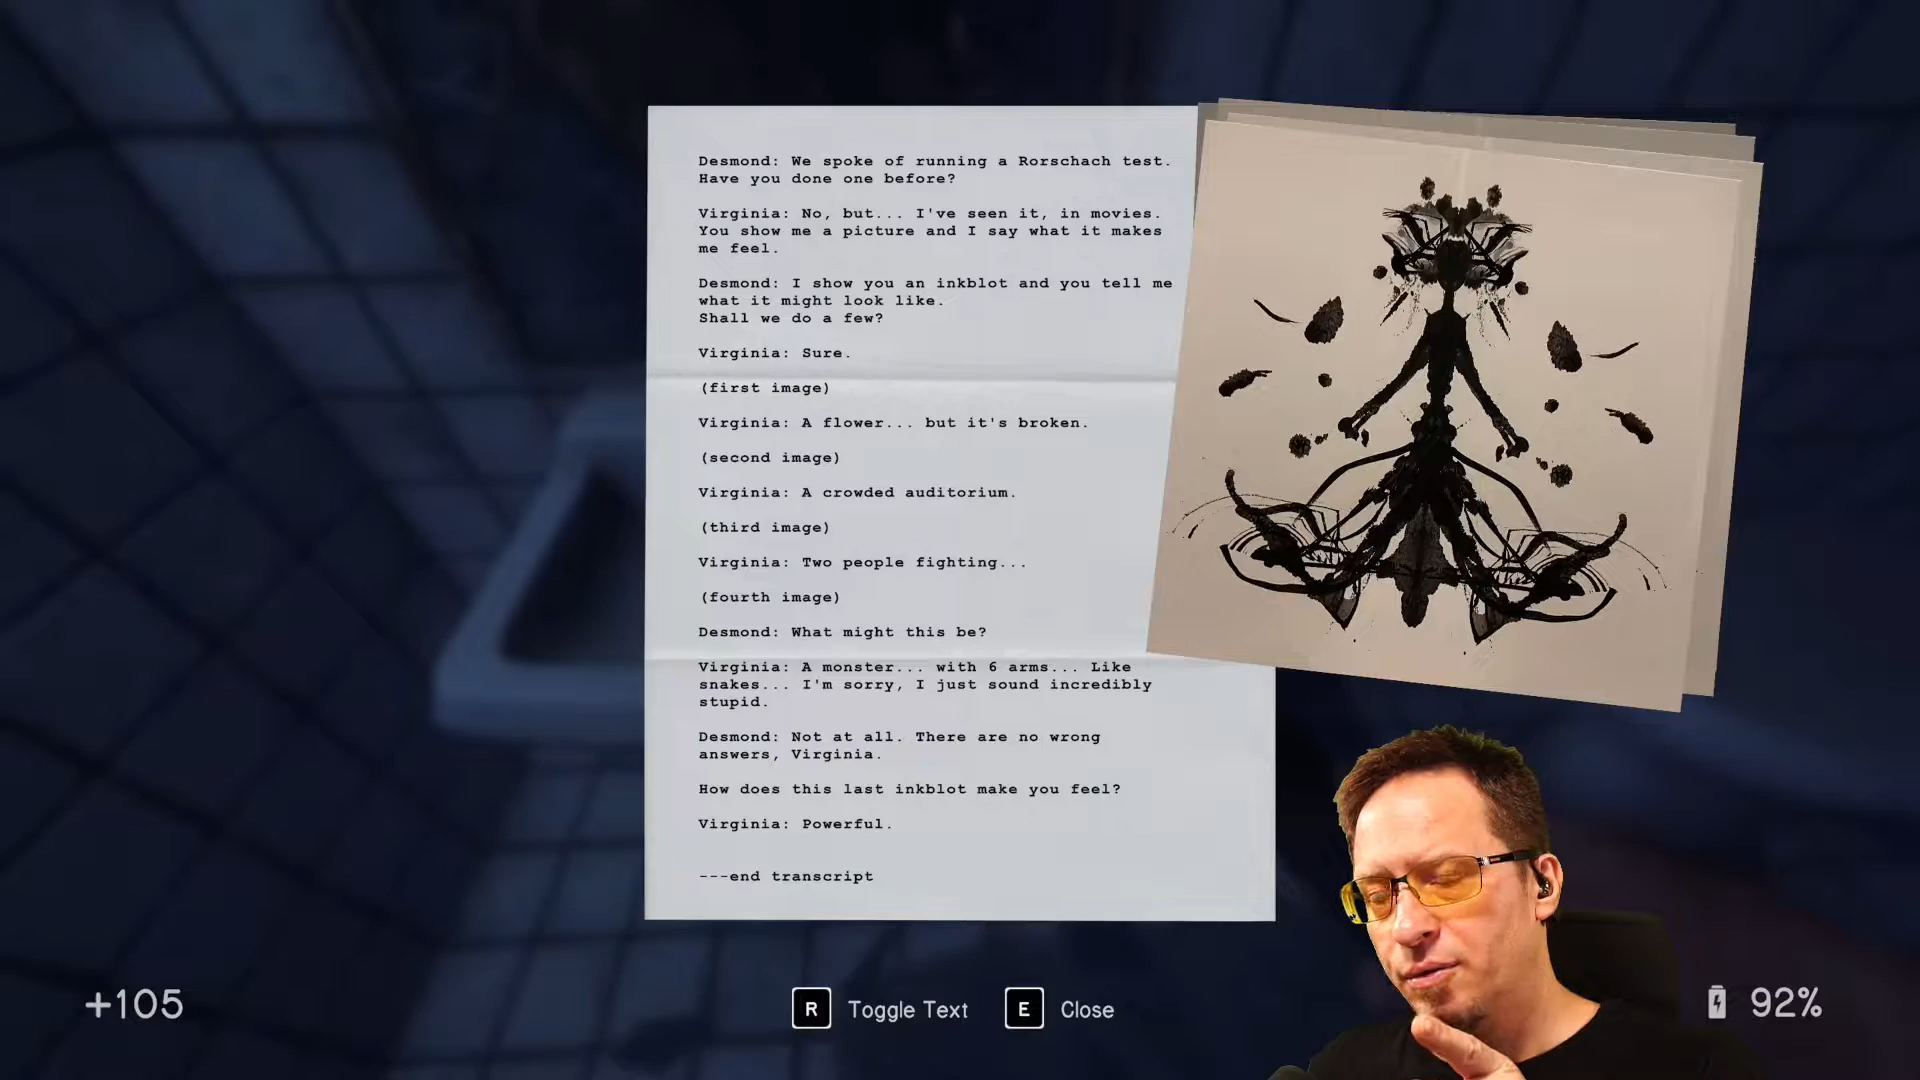 Desmond: We spoke of running a Rorschach test.
Have you done one before?
Virginia: No, but... I've seen it, in movies.
You show me a picture and I say what it makes
me feel.
Desmond: I show you an inkblot and you tell me
what it might look like.
Shall we do a few?
Virginia: Sure.
(first image)
Virginia: A flower... but it's broken.
(second image)
Virginia: A crowded auditorium.
(third image)
Virginia: Two people fighting...
(fourth image)
Desmond: What might this be?
Virginia: A monster... with 6 arms... Like
snakes... I'm sorry, I just sound incredibly
stupid.
Desmond: Not at all. There are no wrong
answers, Virginia.
How does this last inkblot make you feel?
Virginia: Powerful.
---end transcript
+105
R Toggle Text E Close
92%